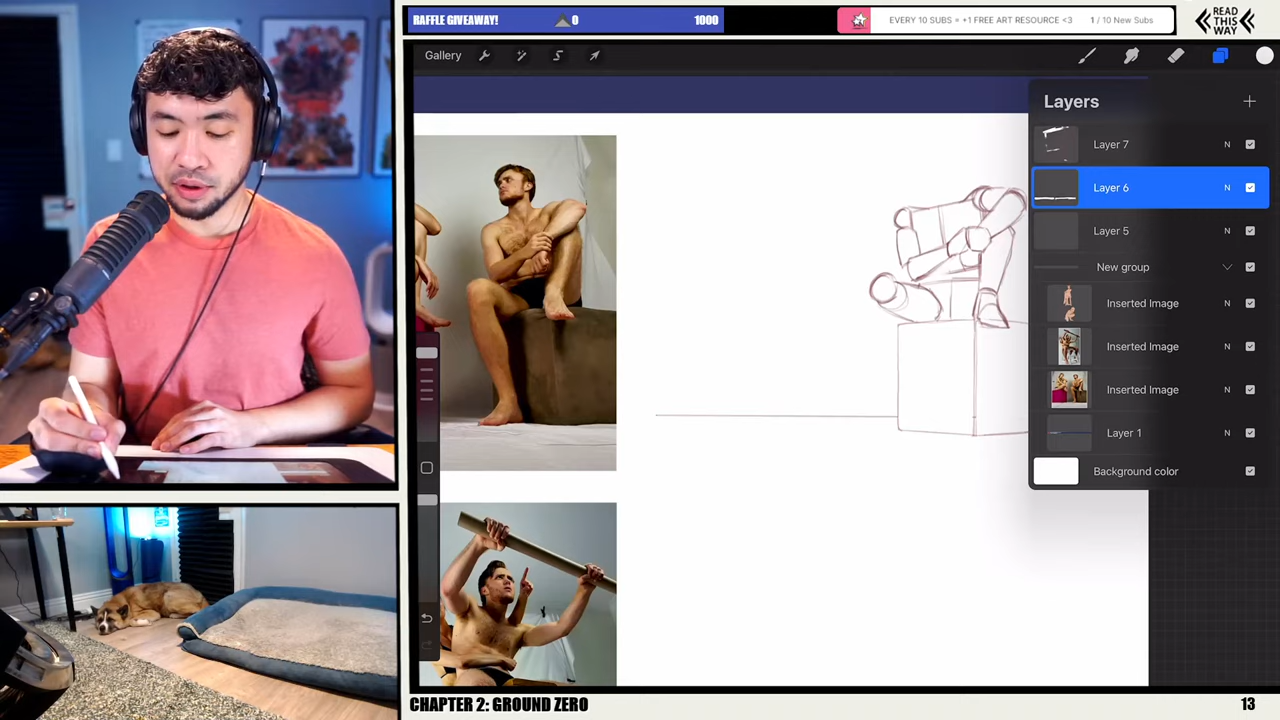 RAFFLE GIVEAWAY! 0 1000
EVERY 10 SUBS = +1 FREE ART RESOURCE <3 1 / 10 New Subs
READ
THIS
WAY
Gallery
Layers
Layer 7 N
Layer 6 N
Layer 5 N
New group
Inserted Image N
Inserted Image N
Inserted Image N
Layer 1 N
Background color
CHAPTER 2: GROUND ZERO 13